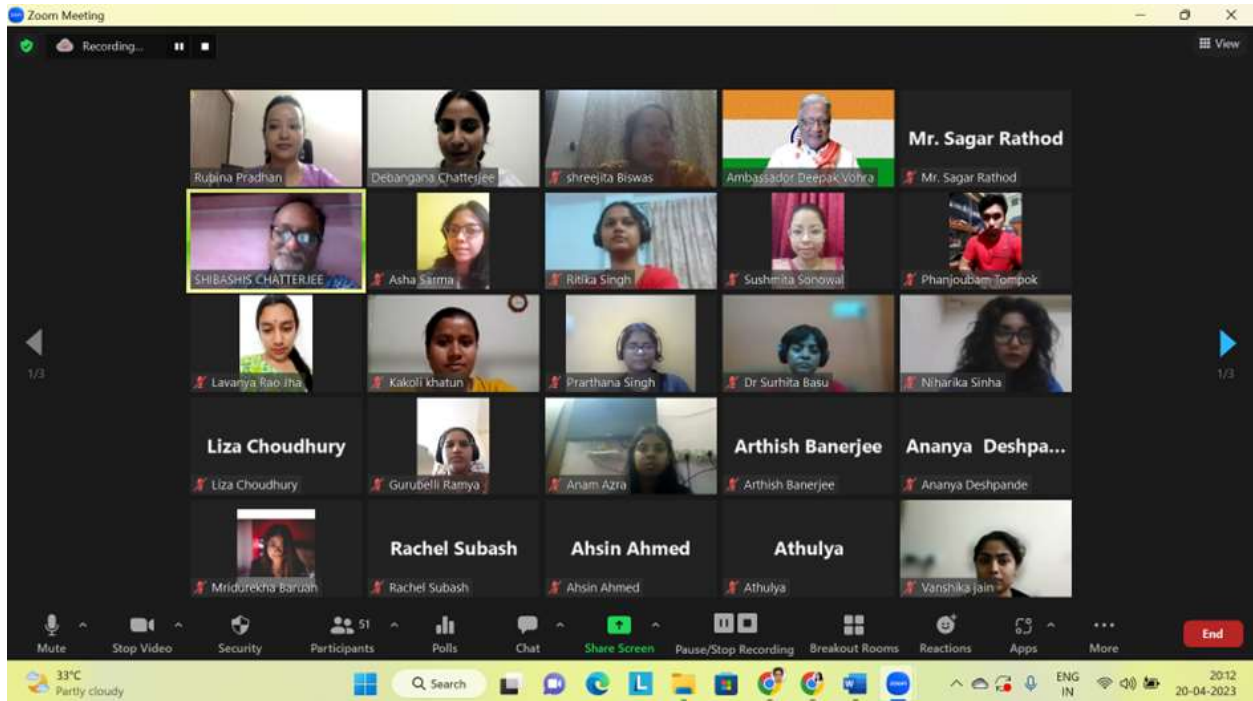 Zoom Meeting
Recording...
View
Rubina Pradhan
Debangana Chatterjee
shreejita Biswas
Ambassador Deepak Vohra
Mr. Sagar Rathod
Mr. Sagar Rathod
SHIBASHIS CHATTERJEE
Asha Sarma
Ritika Singh
Sushmita Sonowal
Phanjoubam Tompok
1/3
1/3
Lavanya Rao Jha
Kakoli khatun
Prarthana Singh
Dr Surhita Basu
Niharika Sinha
Liza Choudhury
Liza Choudhury
Gurubelli Ramya
Anam Azra
Arthish Banerjee
Arthish Banerjee
Ananya Deshpa...
Ananya Deshpande
Mridurekha Baruah
Rachel Subash
Rachel Subash
Ahsin Ahmed
Ahsin Ahmed
Athulya
Athulya
Vanshika jain
Mute
Stop Video
Security
Participants
51
Polls
Chat
Share Screen
Pause/Stop Recording
Breakout Rooms
Reactions
Apps
More
End
33°C
Partly cloudy
Search
ENG
IN
20:12
20-04-2023